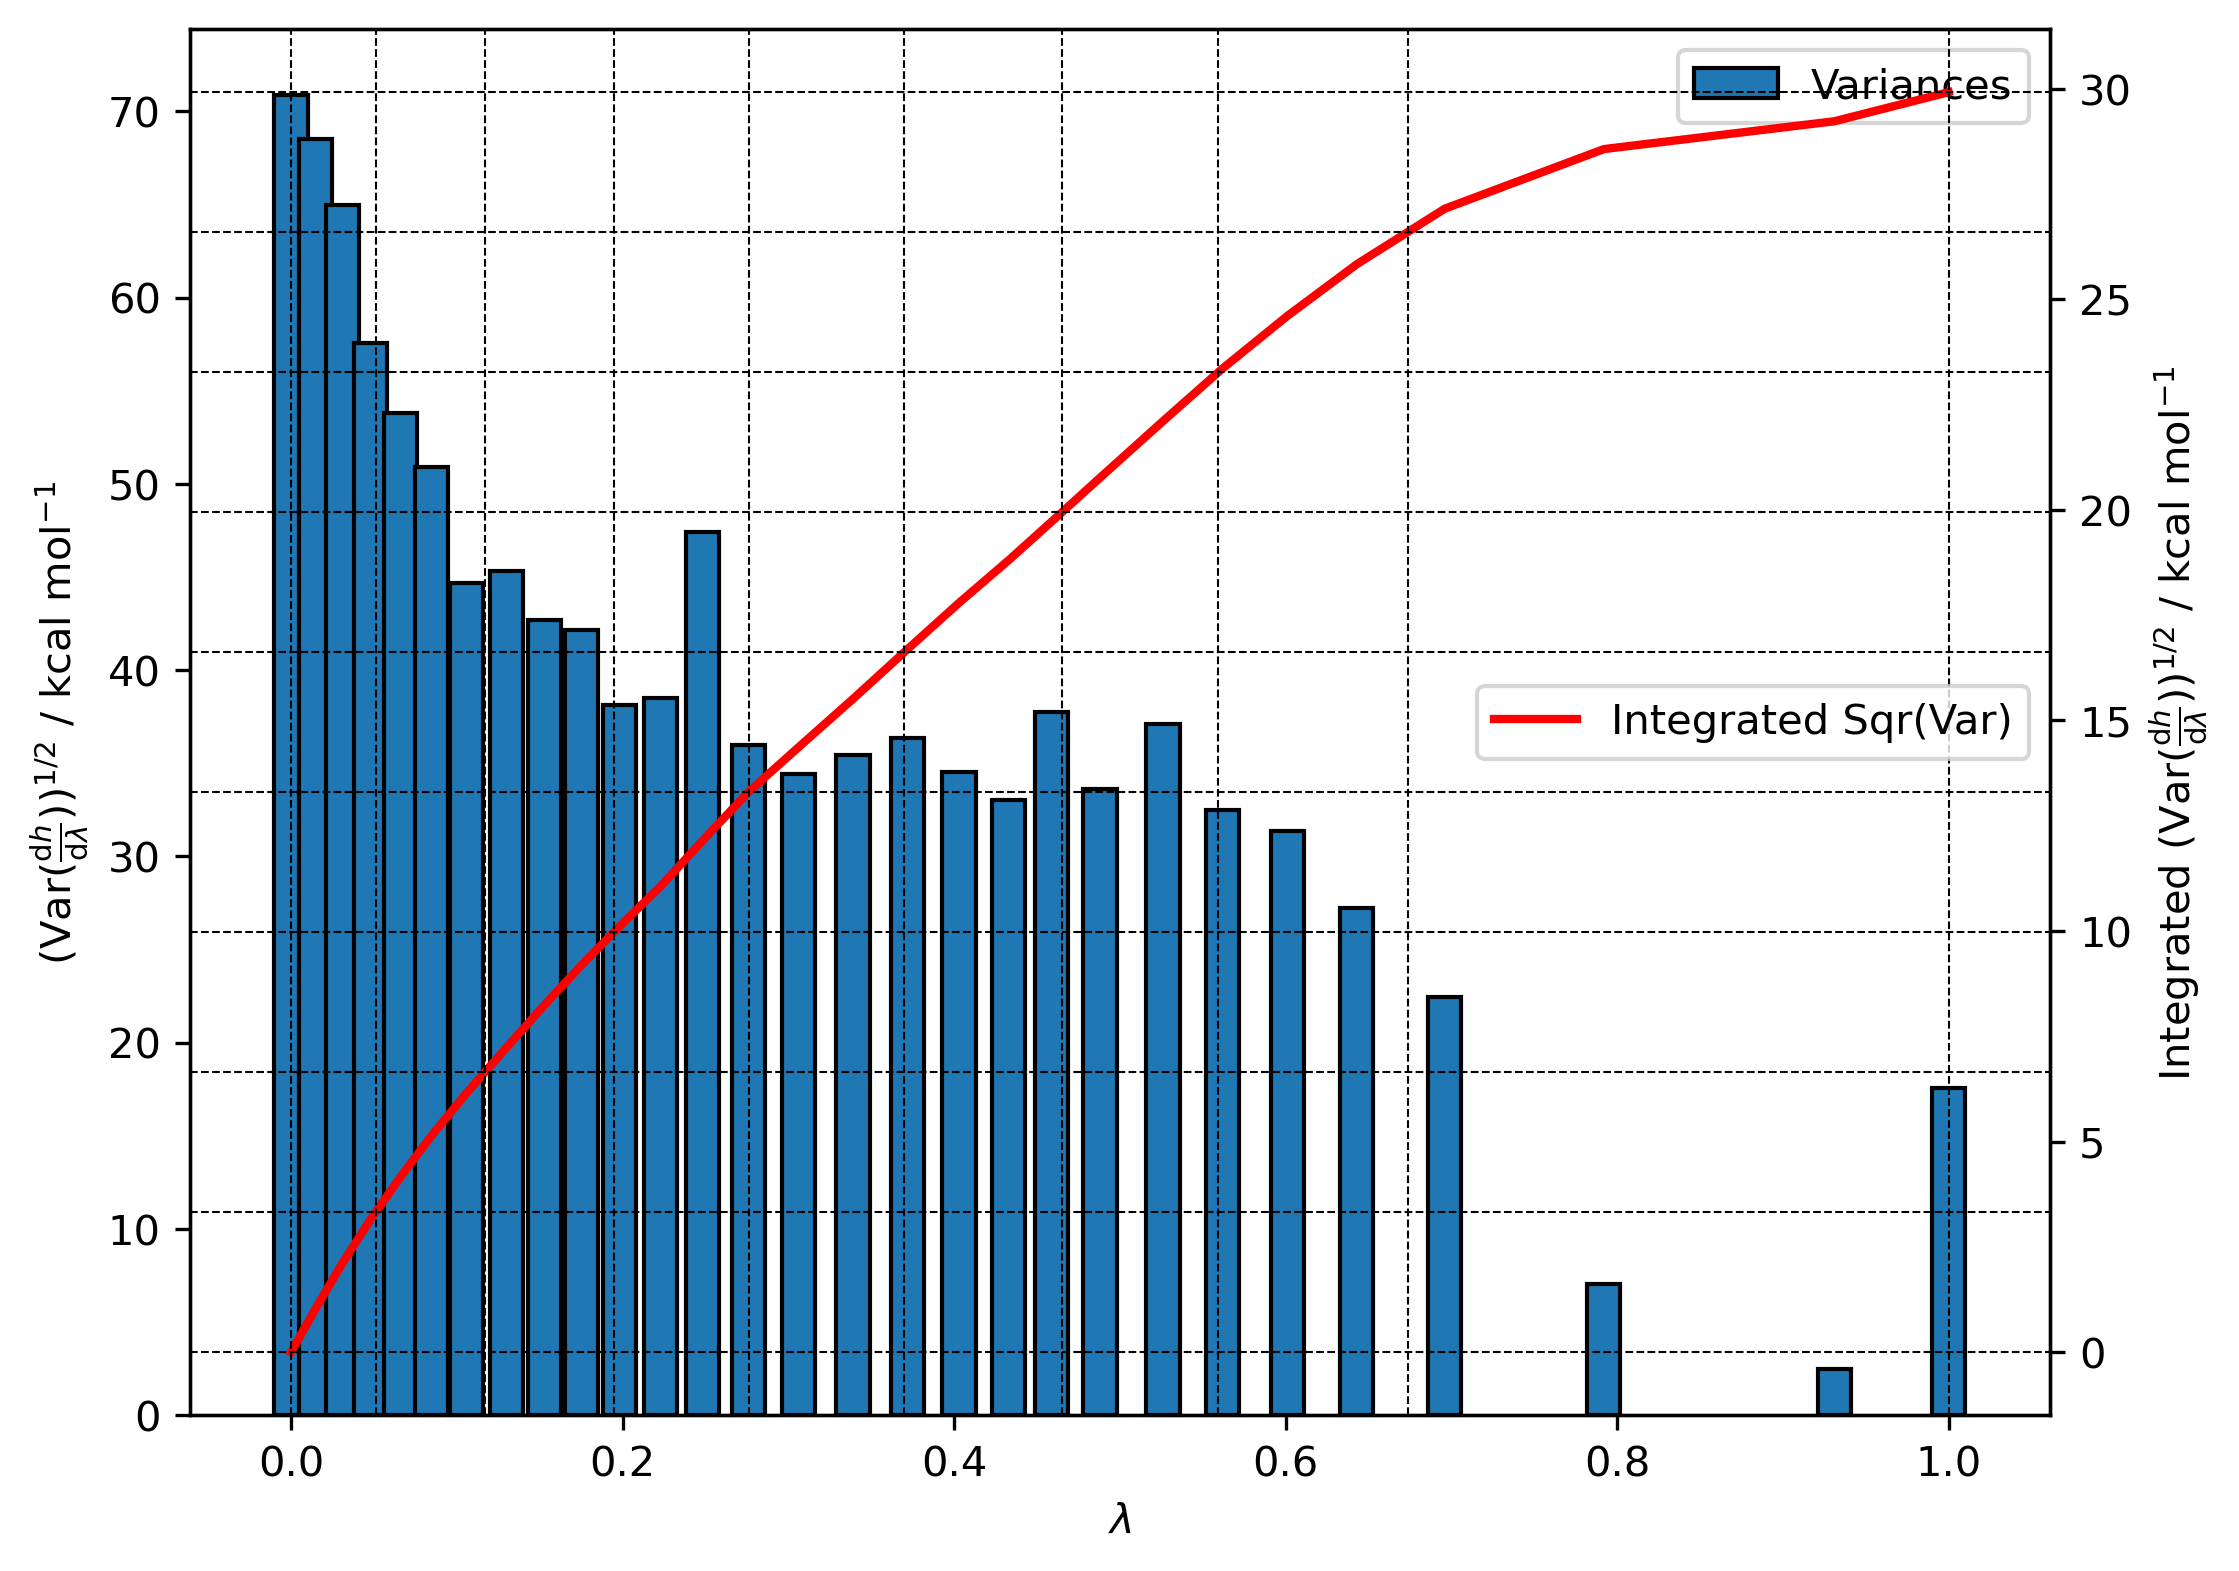 Variances
Integrated Sqr(Var)
70
60
50
40
30
20
10
0
30
25
20
15
10
5
0
0.0 0.2 0.4 0.6 0.8 1.0
λ
(Var(dh/dλ))^1/2 / kcal mol⁻¹
Integrated (Var(dh/dλ))^1/2 / kcal mol⁻¹